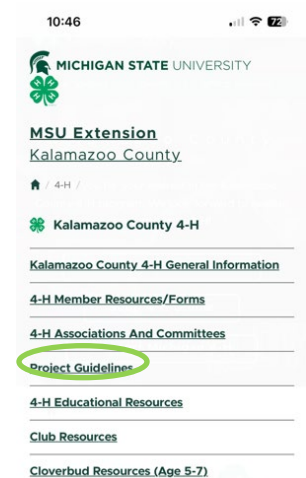 10:46
72
MICHIGAN STATE UNIVERSITY
MSU Extension
Kalamazoo County
/ 4-H /
Kalamazoo County 4-H
Kalamazoo County 4-H General Information
4-H Member Resources/Forms
4-H Associations And Committees
Project Guidelines
4-H Educational Resources
Club Resources
Cloverbud Resources (Age 5-7)